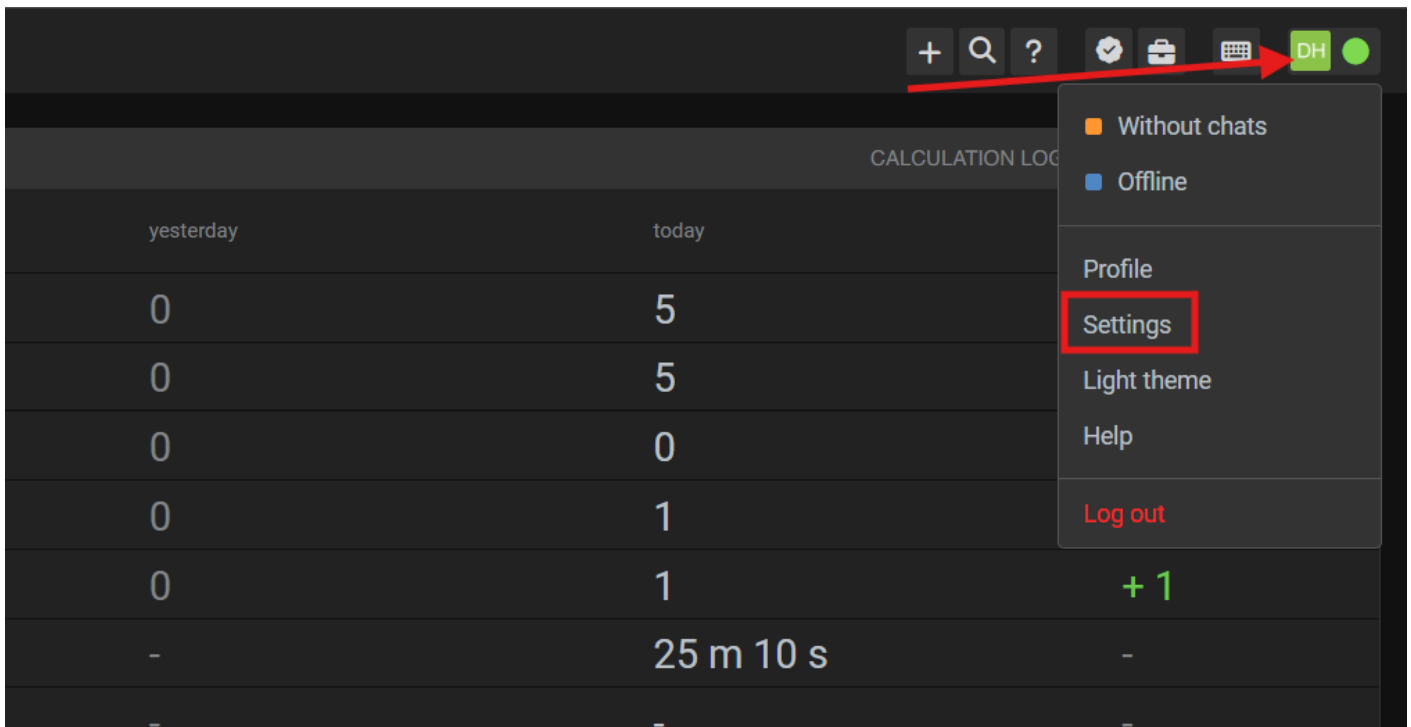 + ? DH
Without chats
CALCULATION LOG
Offline
yesterday today
Profile
0 5
Settings
0 5
Light theme
Help
0 0
Log out
0 1
0 1 + 1
- 25 m 10 s -
- - -